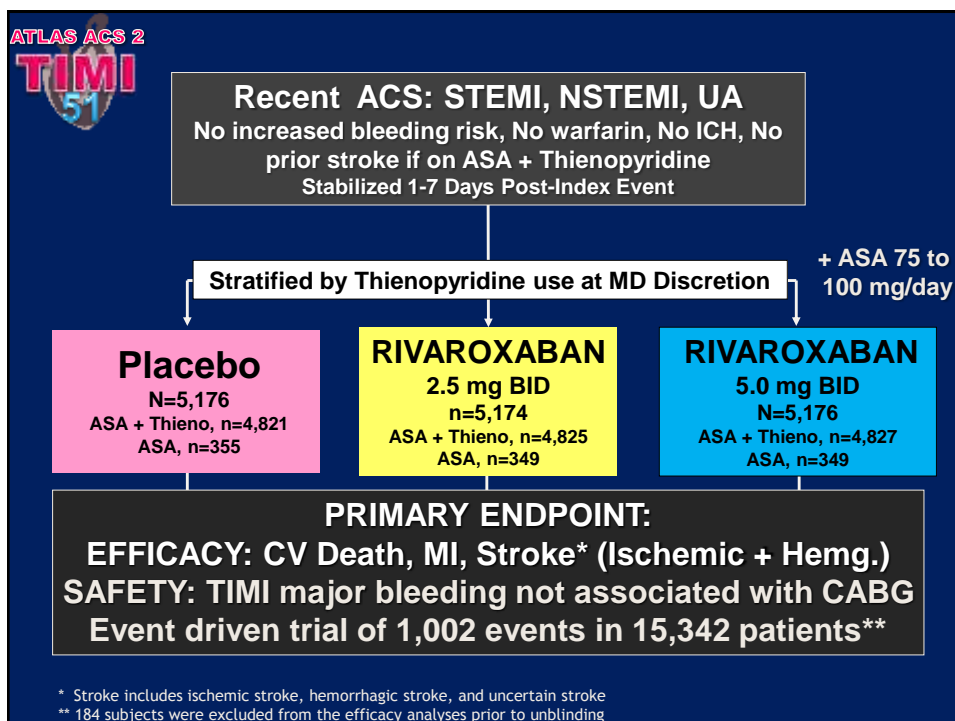 ATLAS ACS 2
TIMI
51
Recent ACS: STEMI, NSTEMI, UA
No increased bleeding risk, No warfarin, No ICH, No
prior stroke if on ASA + Thienopyridine
Stabilized 1-7 Days Post-Index Event
+ ASA 75 to
100 mg/day
Stratified by Thienopyridine use at MD Discretion
Placebo
N=5,176
ASA + Thieno, n=4,821
ASA, n=355
RIVAROXABAN
2.5 mg BID
n=5,174
ASA + Thieno, n=4,825
ASA, n=349
RIVAROXABAN
5.0 mg BID
N=5,176
ASA + Thieno, n=4,827
ASA, n=349
PRIMARY ENDPOINT:
EFFICACY: CV Death, MI, Stroke* (Ischemic + Hemg.)
SAFETY: TIMI major bleeding not associated with CABG
Event driven trial of 1,002 events in 15,342 patients**
* Stroke includes ischemic stroke, hemorrhagic stroke, and uncertain stroke
** 184 subjects were excluded from the efficacy analyses prior to unblinding